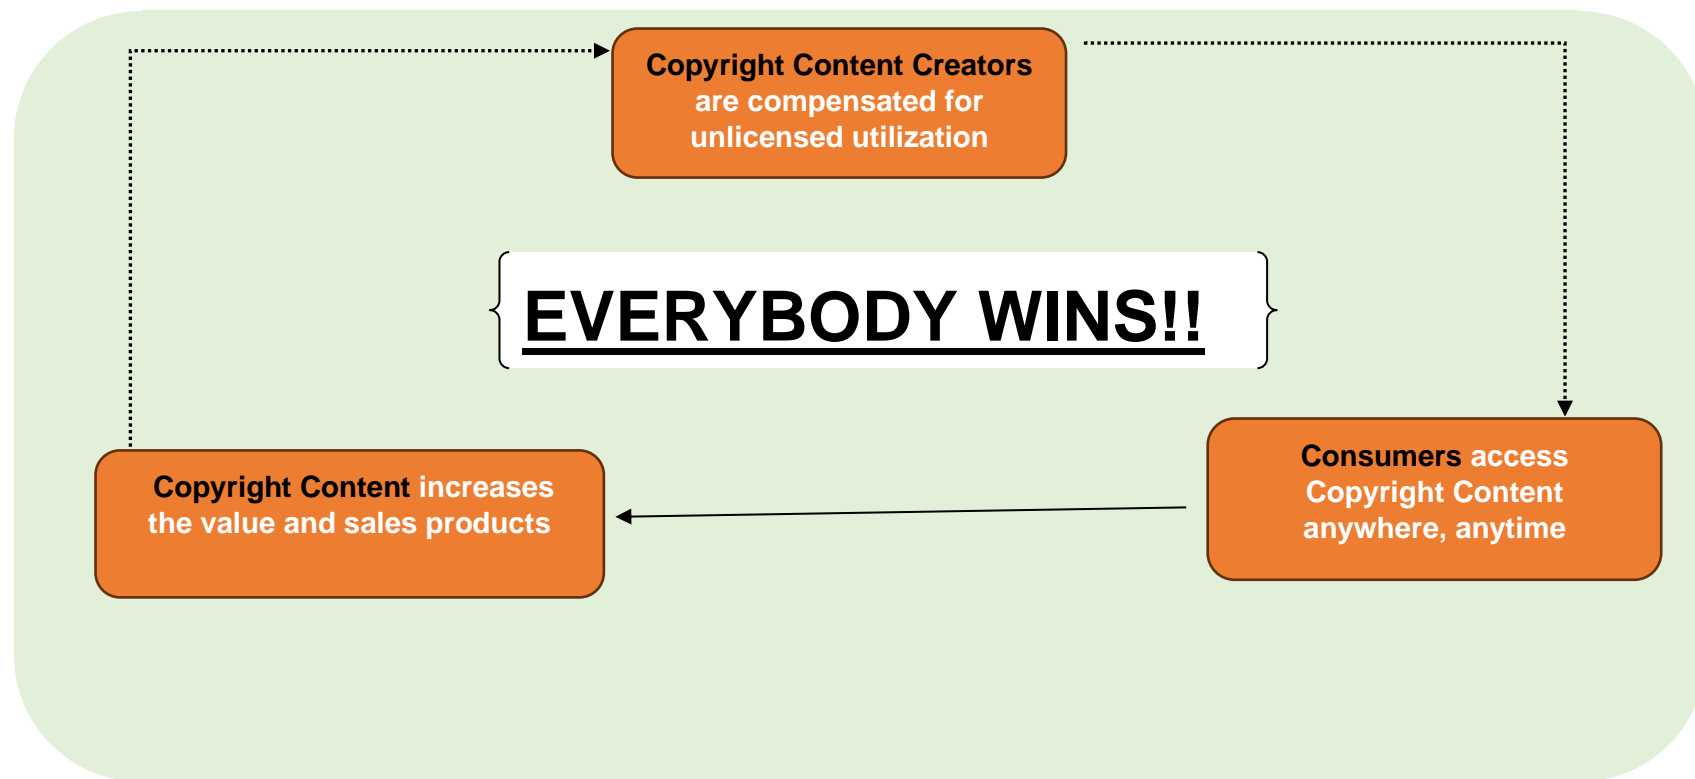 Copyright Content Creators
are compensated for
unlicensed utilization
EVERYBODY WINS!!
Consumers access
Copyright Content
anywhere, anytime
Copyright Content increases
the value and sales products